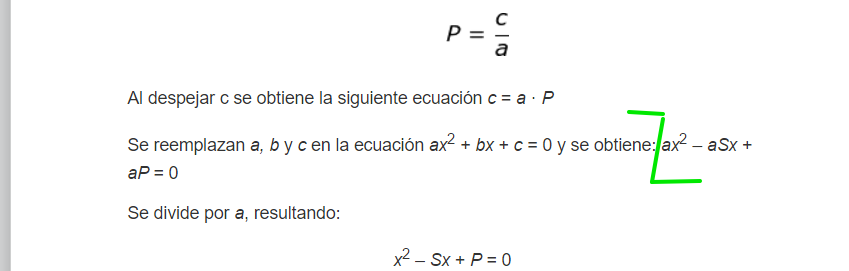 P = c/a
Al despejar c se obtiene la siguiente ecuación c = a · P
Se reemplazan a, b y c en la ecuación ax² + bx + c = 0 y se obtiene: ax² – aSx +
aP = 0
Se divide por a, resultando:
x² – Sx + P = 0